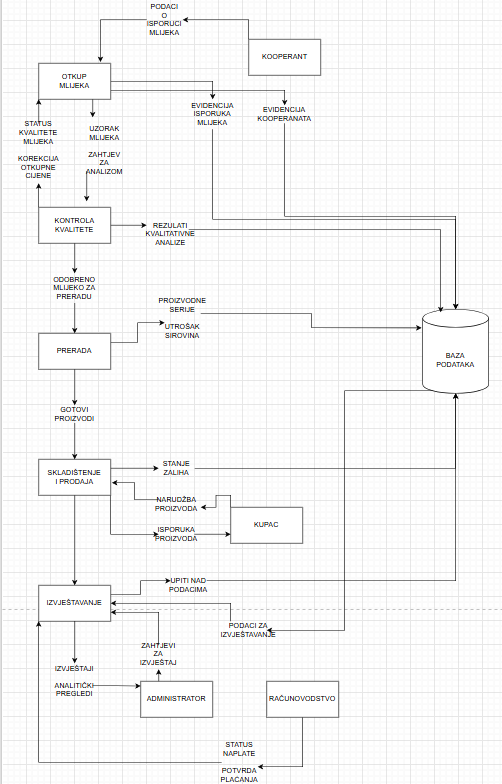 PODACI
O
ISPORUCI
MLIJEKA
KOOPERANT
OTKUP
MLIJEKA
EVIDENCIJA
ISPORUKA
MLIJEKA
EVIDENCIJA
KOOPERANATA
STATUS
KVALITETE
MLIJEKA
UZORAK
MLIJEKA
KOREKCIJA
OTKUPNE
CIJENE
ZAHTJEV
ZA
ANALIZOM
KONTROLA
KVALITETE
REZULATI
KVALITATIVNE
ANALIZE
ODOBRENO
MLIJEKO ZA
PRERADU
PROIZVODNE
SERIJE
UTROŠAK
SIROVINA
PRERADA
BAZA
PODATAKA
GOTOVI
PROIZVODI
SKLADIŠTENJE
I PRODAJA
STANJE
ZALIHA
NARUDŽBA
PROIZVODA
KUPAC
ISPORUKA
PROIZVODA
UPITI NAD
PODACIMA
IZVJEŠTAVANJE
PODACI ZA
IZVJEŠTAVANJE
ZAHTJEVI
ZA
IZVJEŠTAJ
IZVJEŠTAJI
ANALITIČKI
PREGLEDI
ADMINISTRATOR
RAČUNOVODSTVO
STATUS
NAPLATE
POTVRDA
PLAĆANJA